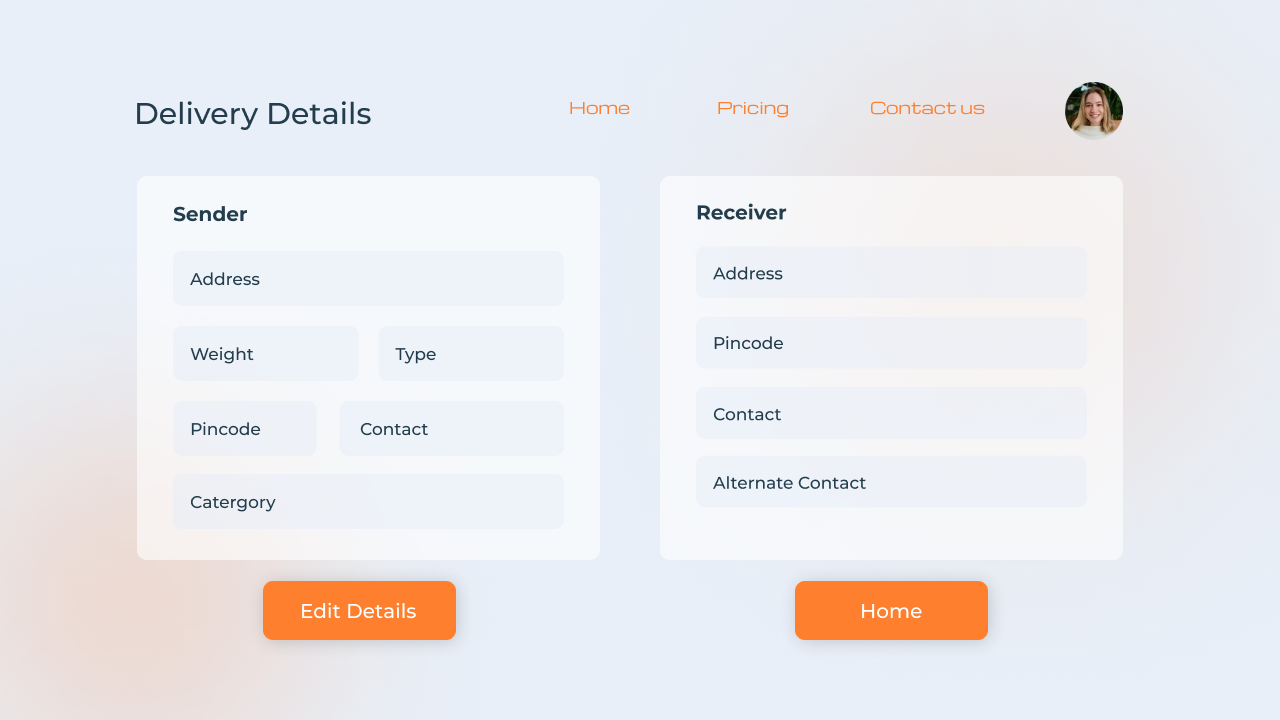 Delivery Details
Home
Pricing
Contact us
Sender
Address
Weight
Type
Pincode
Contact
Catergory
Edit Details
Receiver
Address
Pincode
Contact
Alternate Contact
Home